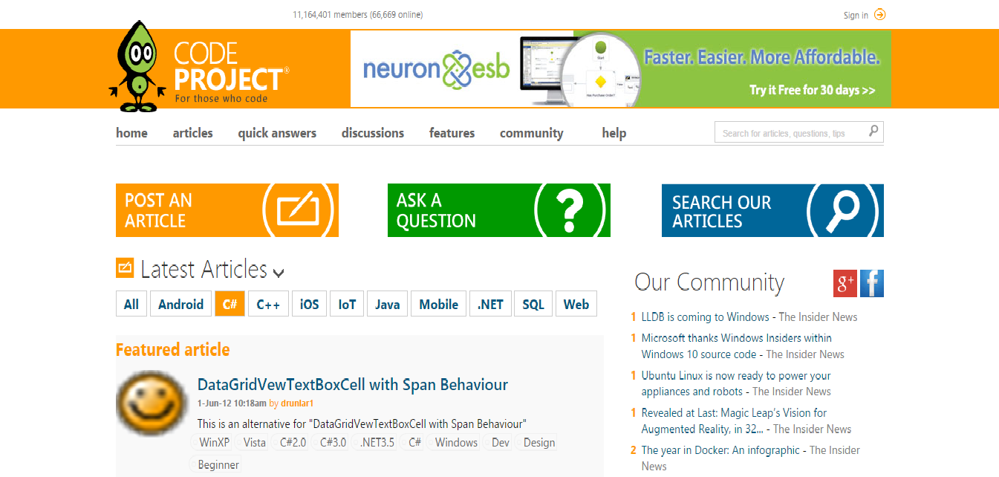 11,164,401 members (66,669 online)
Sign in
CODE
PROJECT®
For those who code
neuron esb
Start
Has Purchase Order?
Faster. Easier. More Affordable.
Try it Free for 30 days >>
home articles quick answers discussions features community help
Search for articles, questions, tips
POST AN
ARTICLE
ASK A
QUESTION
SEARCH OUR
ARTICLES
Latest Articles
All Android C# C++ iOS IoT Java Mobile .NET SQL Web
Featured article
DataGridVewTextBoxCell with Span Behaviour
1-Jun-12 10:18am by drunlar1
This is an alternative for "DataGridVewTextBoxCell with Span Behaviour"
WinXP Vista C#2.0 C#3.0 .NET3.5 C# Windows Dev Design
Beginner
Our Community
g+ f
1 LLDB is coming to Windows - The Insider News
1 Microsoft thanks Windows Insiders within
Windows 10 source code - The Insider News
1 Ubuntu Linux is now ready to power your
appliances and robots - The Insider News
1 Revealed at Last: Magic Leap’s Vision for
Augmented Reality, in 32... - The Insider News
2 The year in Docker: An infographic - The Insider
News